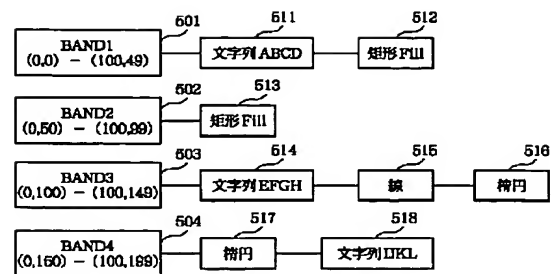 501 511 512
BAND1
(0,0) − (100,49)
文字列ABCD
矩形Fill
502 513
BAND2
(0,50) − (100,99)
矩形Fill
503 514 515 516
BAND3
(0,100) − (100,149)
文字列EFGH
線
楕円
504 517 518
BAND4
(0,150) − (100,199)
楕円
文字列IJKL